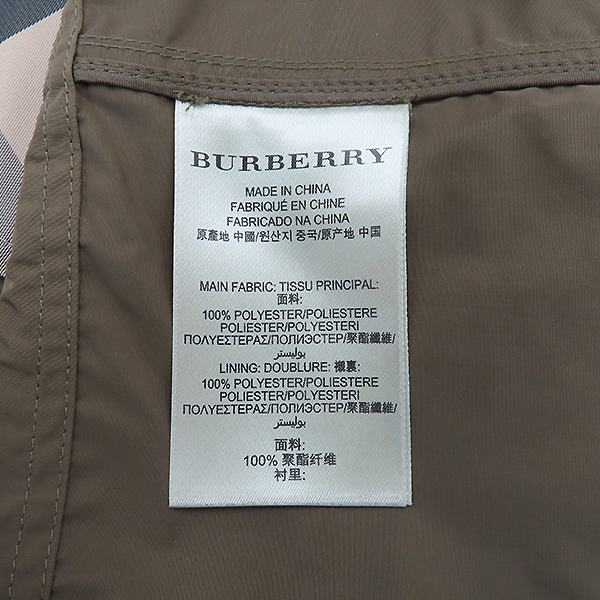 BURBERRY
MADE IN CHINA
FABRIQUÉ EN CHINE
FABRICADO NA CHINA
原產地 中國/원산지 중국/原产地 中国
MAIN FABRIC: TISSU PRINCIPAL:
面料:
100% POLYESTER/POLIESTERE
POLIESTER/POLYESTERI
ΠΟΛΥΕΣΤΕΡΑΣ/ПОЛИЭСТЕР/聚酯纖維/
بوليستر
LINING: DOUBLURE: 襯裏:
100% POLYESTER/POLIESTERE
POLIESTER/POLYESTERI
ΠΟΛΥΕΣΤΕΡΑΣ/ПОЛИЭСТЕР/聚酯纖維/
بوليستر
面料:
100% 聚酯纤维
衬里: